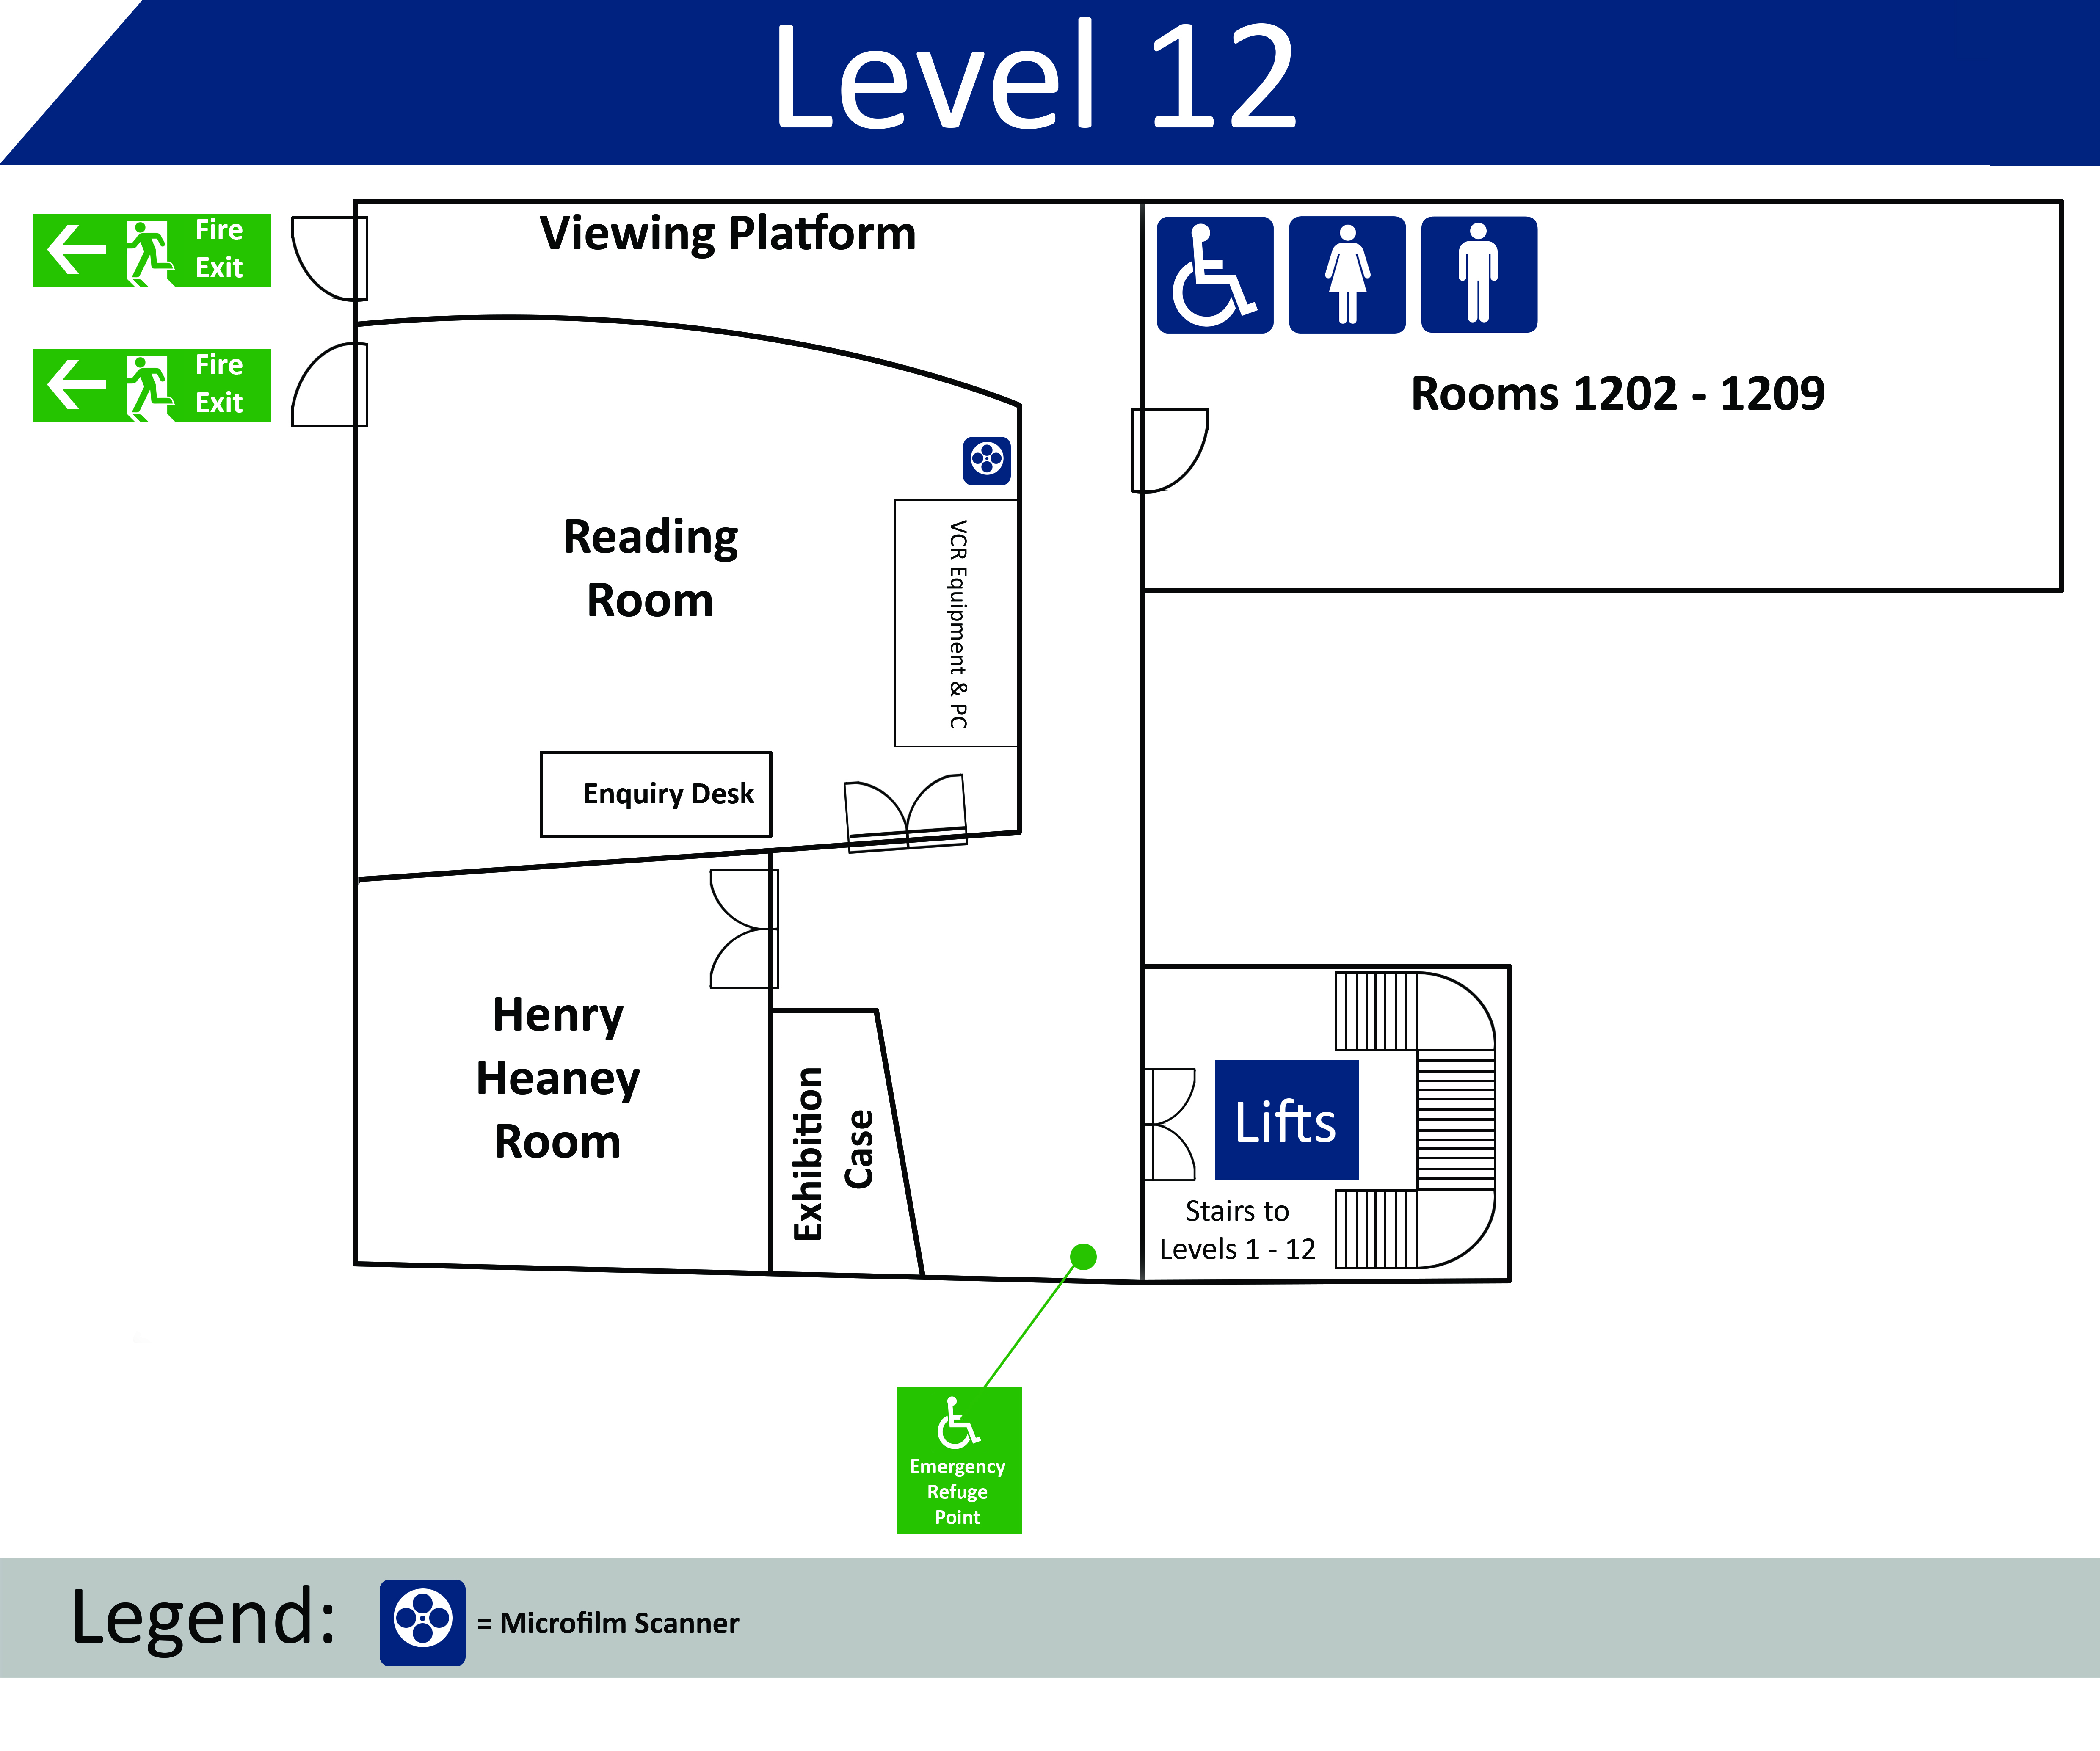 Level 12
Fire
Exit
Viewing Platform
Fire
Exit
Rooms 1202 - 1209
Reading
Room
VCR Equipment & PC
Enquiry Desk
Henry
Heaney
Room
Exhibition
Case
Lifts
Stairs to
Levels 1 - 12
Emergency
Refuge
Point
Legend:
= Microfilm Scanner